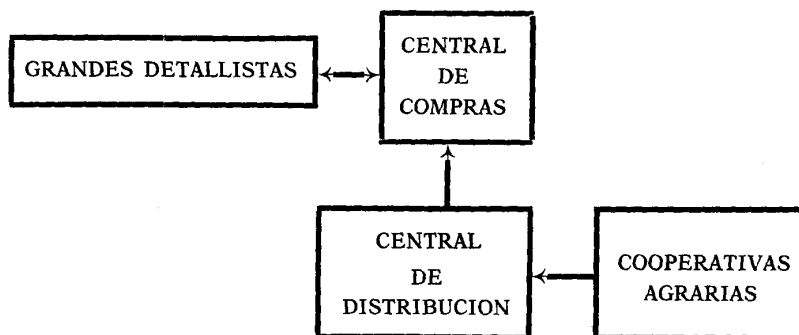 GRANDES DETALLISTAS
CENTRAL
DE
COMPRAS
CENTRAL
DE
DISTRIBUCION
COOPERATIVAS
AGRARIAS